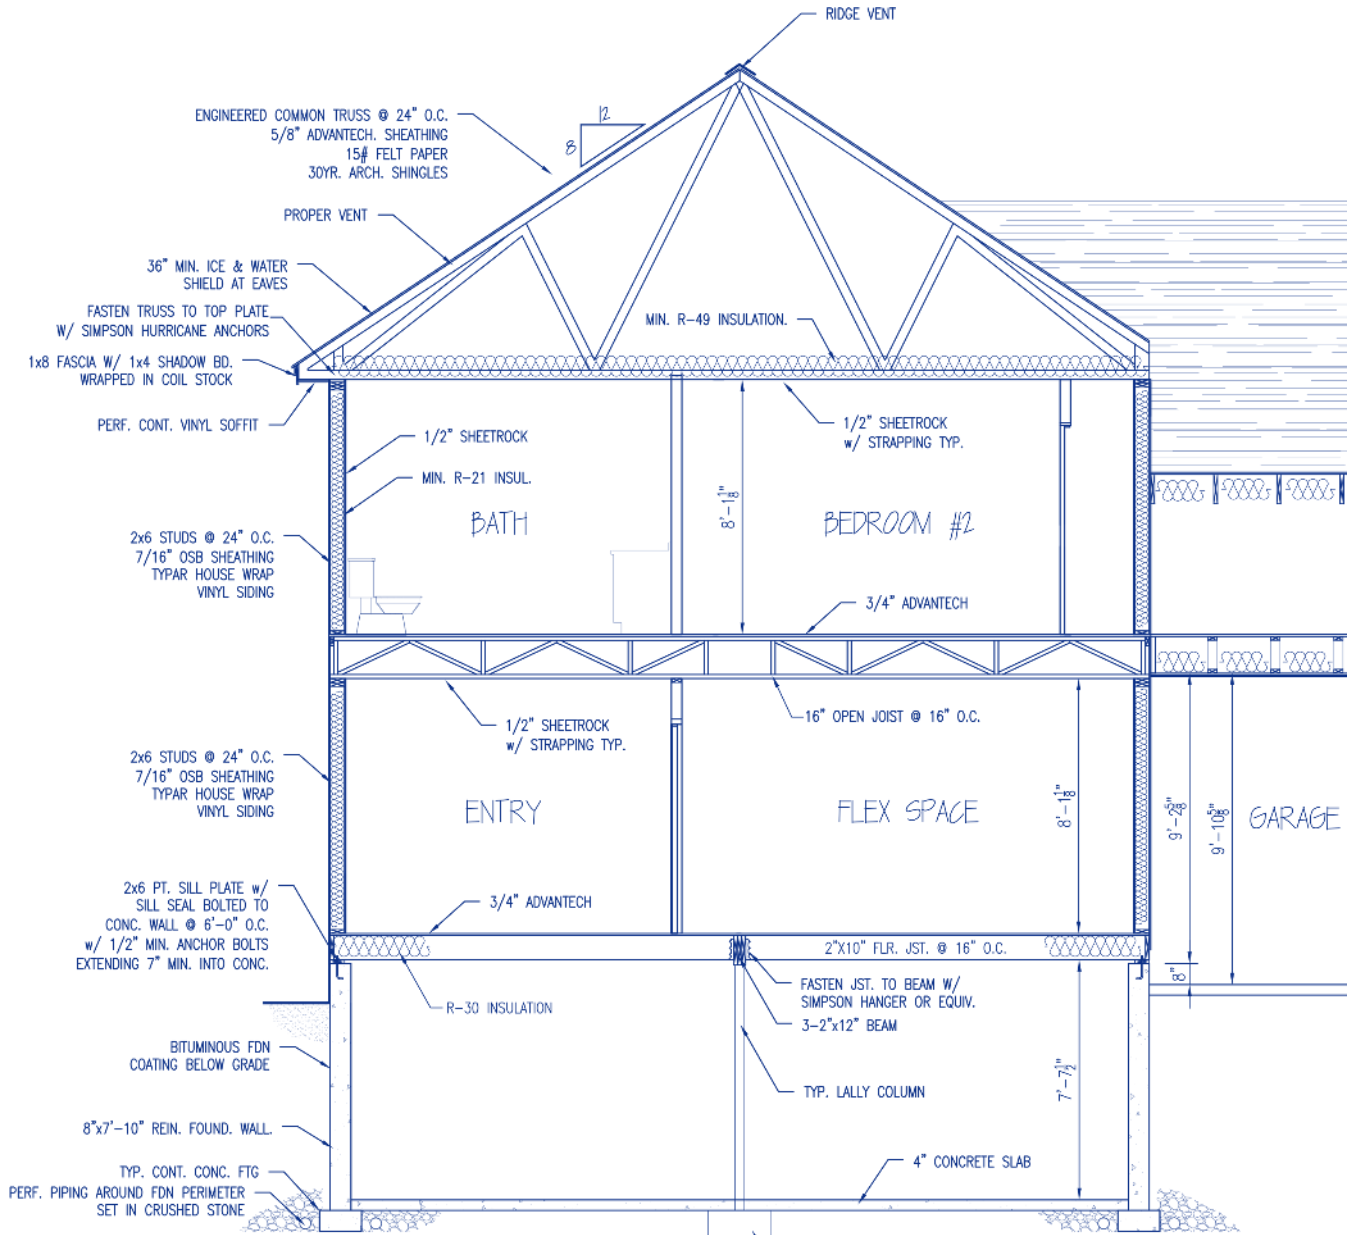 RIDGE VENT
ENGINEERED COMMON TRUSS @ 24" O.C.
5/8" ADVANTECH. SHEATHING
15# FELT PAPER
30YR. ARCH. SHINGLES
12
8
PROPER VENT
36" MIN. ICE & WATER
SHIELD AT EAVES
FASTEN TRUSS TO TOP PLATE
W/ SIMPSON HURRICANE ANCHORS
MIN. R-49 INSULATION.
1x8 FASCIA W/ 1x4 SHADOW BD.
WRAPPED IN COIL STOCK
PERF. CONT. VINYL SOFFIT
1/2" SHEETROCK
1/2" SHEETROCK
w/ STRAPPING TYP.
MIN. R-21 INSUL.
8'-1 1/8"
BATH
BEDROOM #2
2x6 STUDS @ 24" O.C.
7/16" OSB SHEATHING
TYPAR HOUSE WRAP
VINYL SIDING
3/4" ADVANTECH
16" OPEN JOIST @ 16" O.C.
1/2" SHEETROCK
w/ STRAPPING TYP.
2x6 STUDS @ 24" O.C.
7/16" OSB SHEATHING
TYPAR HOUSE WRAP
VINYL SIDING
ENTRY
FLEX SPACE
8'-1 1/8"
9'-2 5/8"
9'-10 5/8"
GARAGE
2x6 PT. SILL PLATE w/
SILL SEAL BOLTED TO
CONC. WALL @ 6'-0" O.C.
w/ 1/2" MIN. ANCHOR BOLTS
EXTENDING 7" MIN. INTO CONC.
3/4" ADVANTECH
2"X10" FLR. JST. @ 16" O.C.
8"
R-30 INSULATION
FASTEN JST. TO BEAM W/
SIMPSON HANGER OR EQUIV.
3-2"x12" BEAM
BITUMINOUS FDN
COATING BELOW GRADE
TYP. LALLY COLUMN
7'-7 1/2"
8"x7'-10" REIN. FOUND. WALL.
4" CONCRETE SLAB
TYP. CONT. CONC. FTG
PERF. PIPING AROUND FDN PERIMETER
SET IN CRUSHED STONE